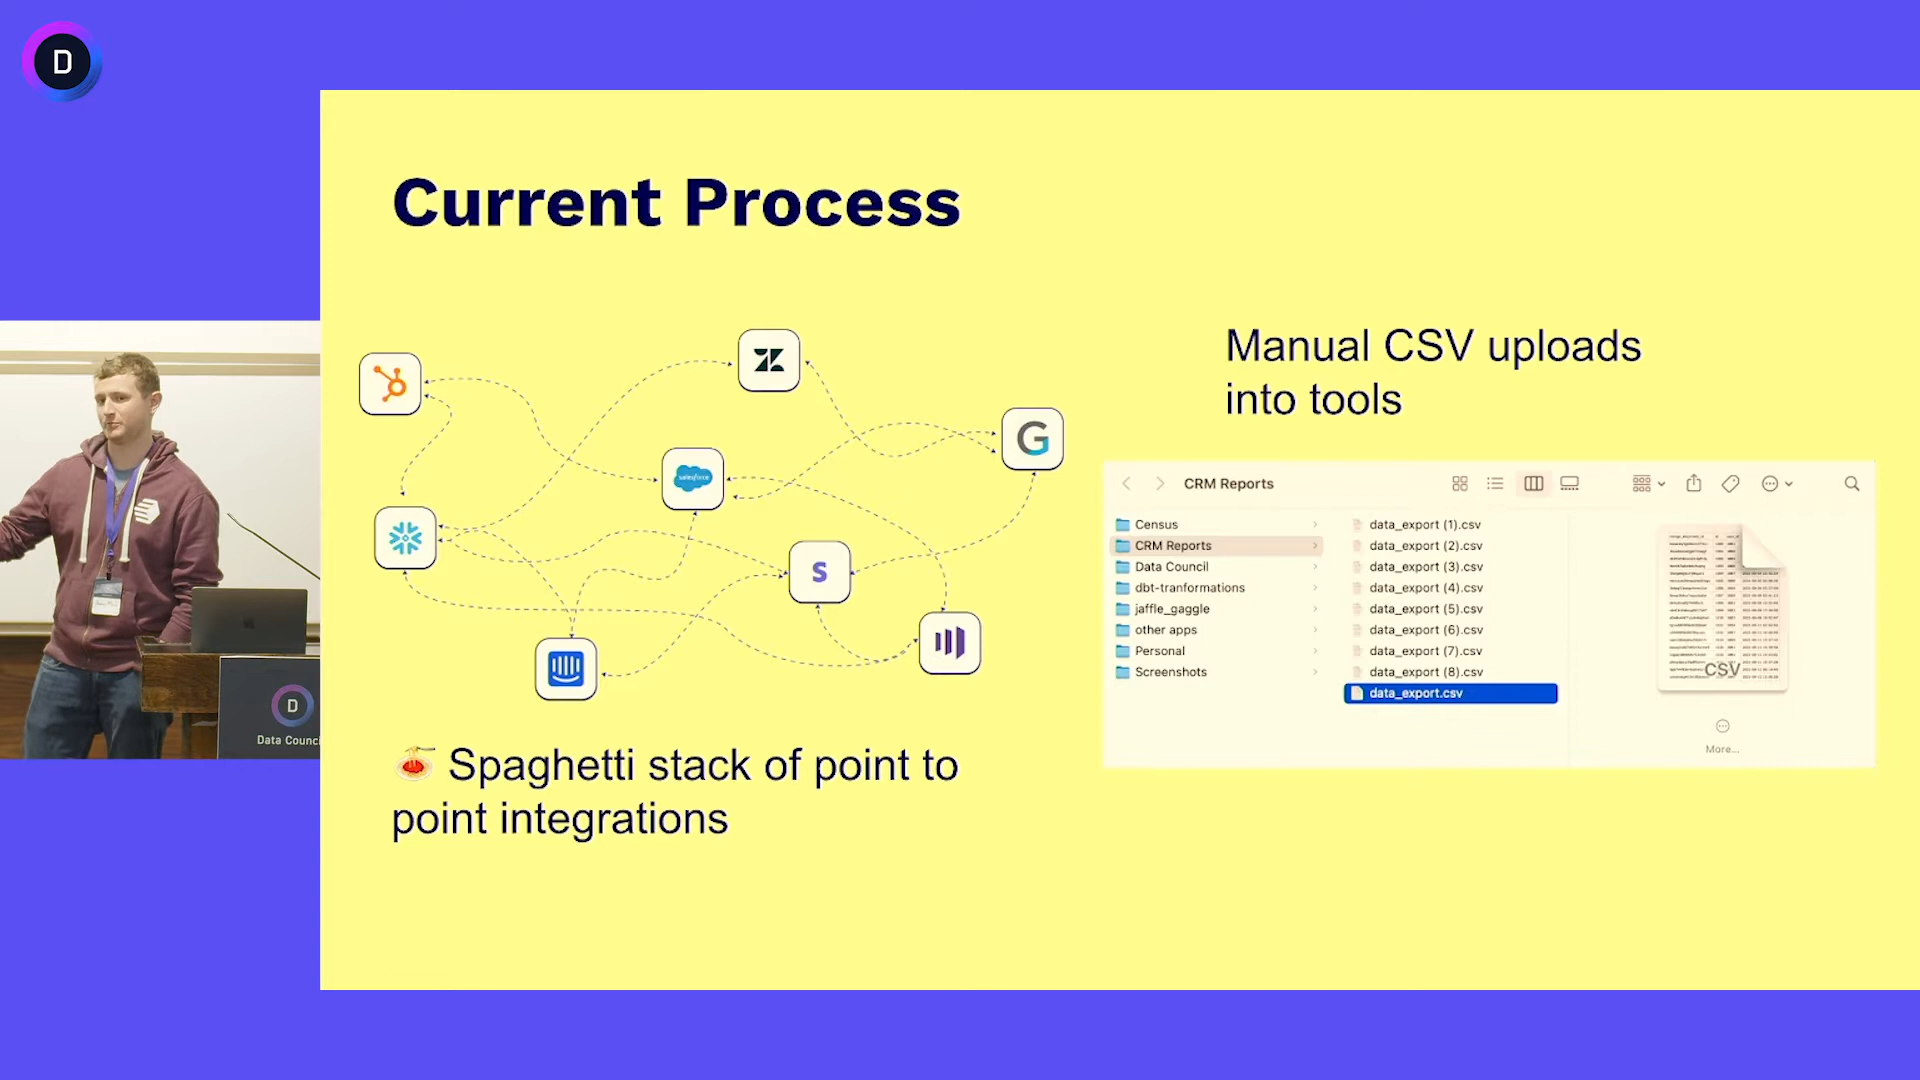 D
Current Process
salesforce
G
S
🍝 Spaghetti stack of point to
point integrations
Manual CSV uploads
into tools
CRM Reports
Census
CRM Reports
Data Council
dbt-tranformations
jaffle_gaggle
other apps
Personal
Screenshots
data_export (1).csv
data_export (2).csv
data_export (3).csv
data_export (4).csv
data_export (5).csv
data_export (6).csv
data_export (7).csv
data_export (8).csv
data_export.csv
CSV
More...
D
Data Counci